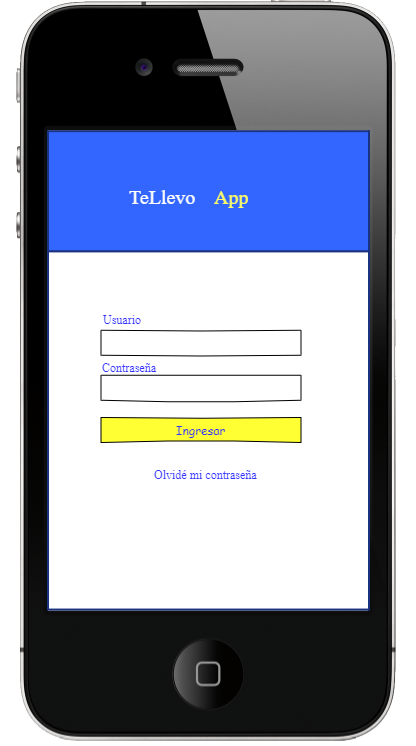 TeLlevo App
Usuario
Contraseña
Ingresar
Olvidé mi contraseña